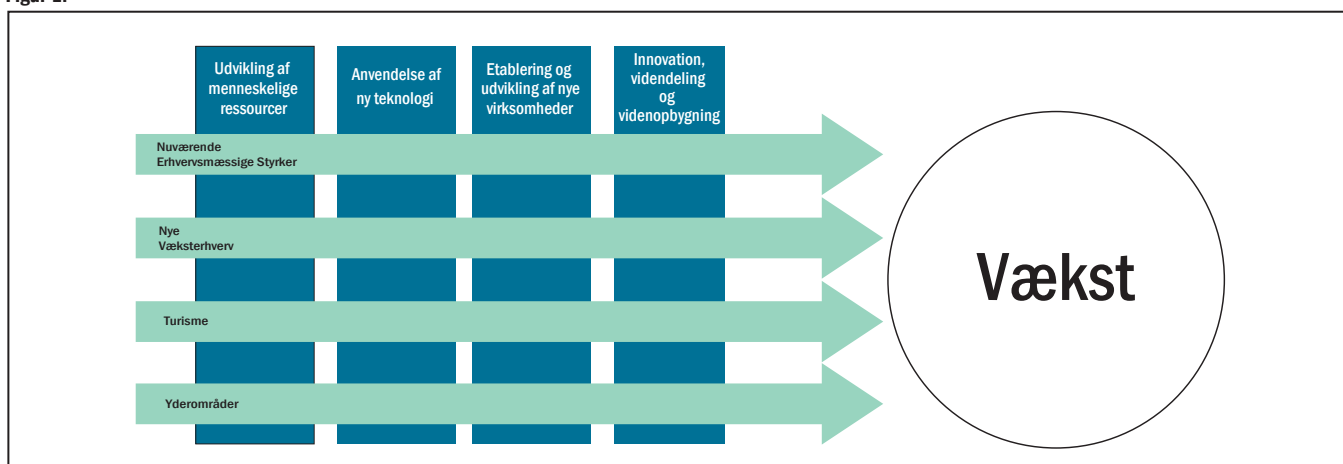 Udvikling af
menneskelige
ressourcer
Anvendelse af
ny teknologi
Etablering og
udvikling af nye
virksomheder
Innovation,
videndeling
og
videnopbygning
Nuværende
Erhvervsmæssige Styrker
Nye
Væksterhverv
Turisme
Yderområder
Vækst